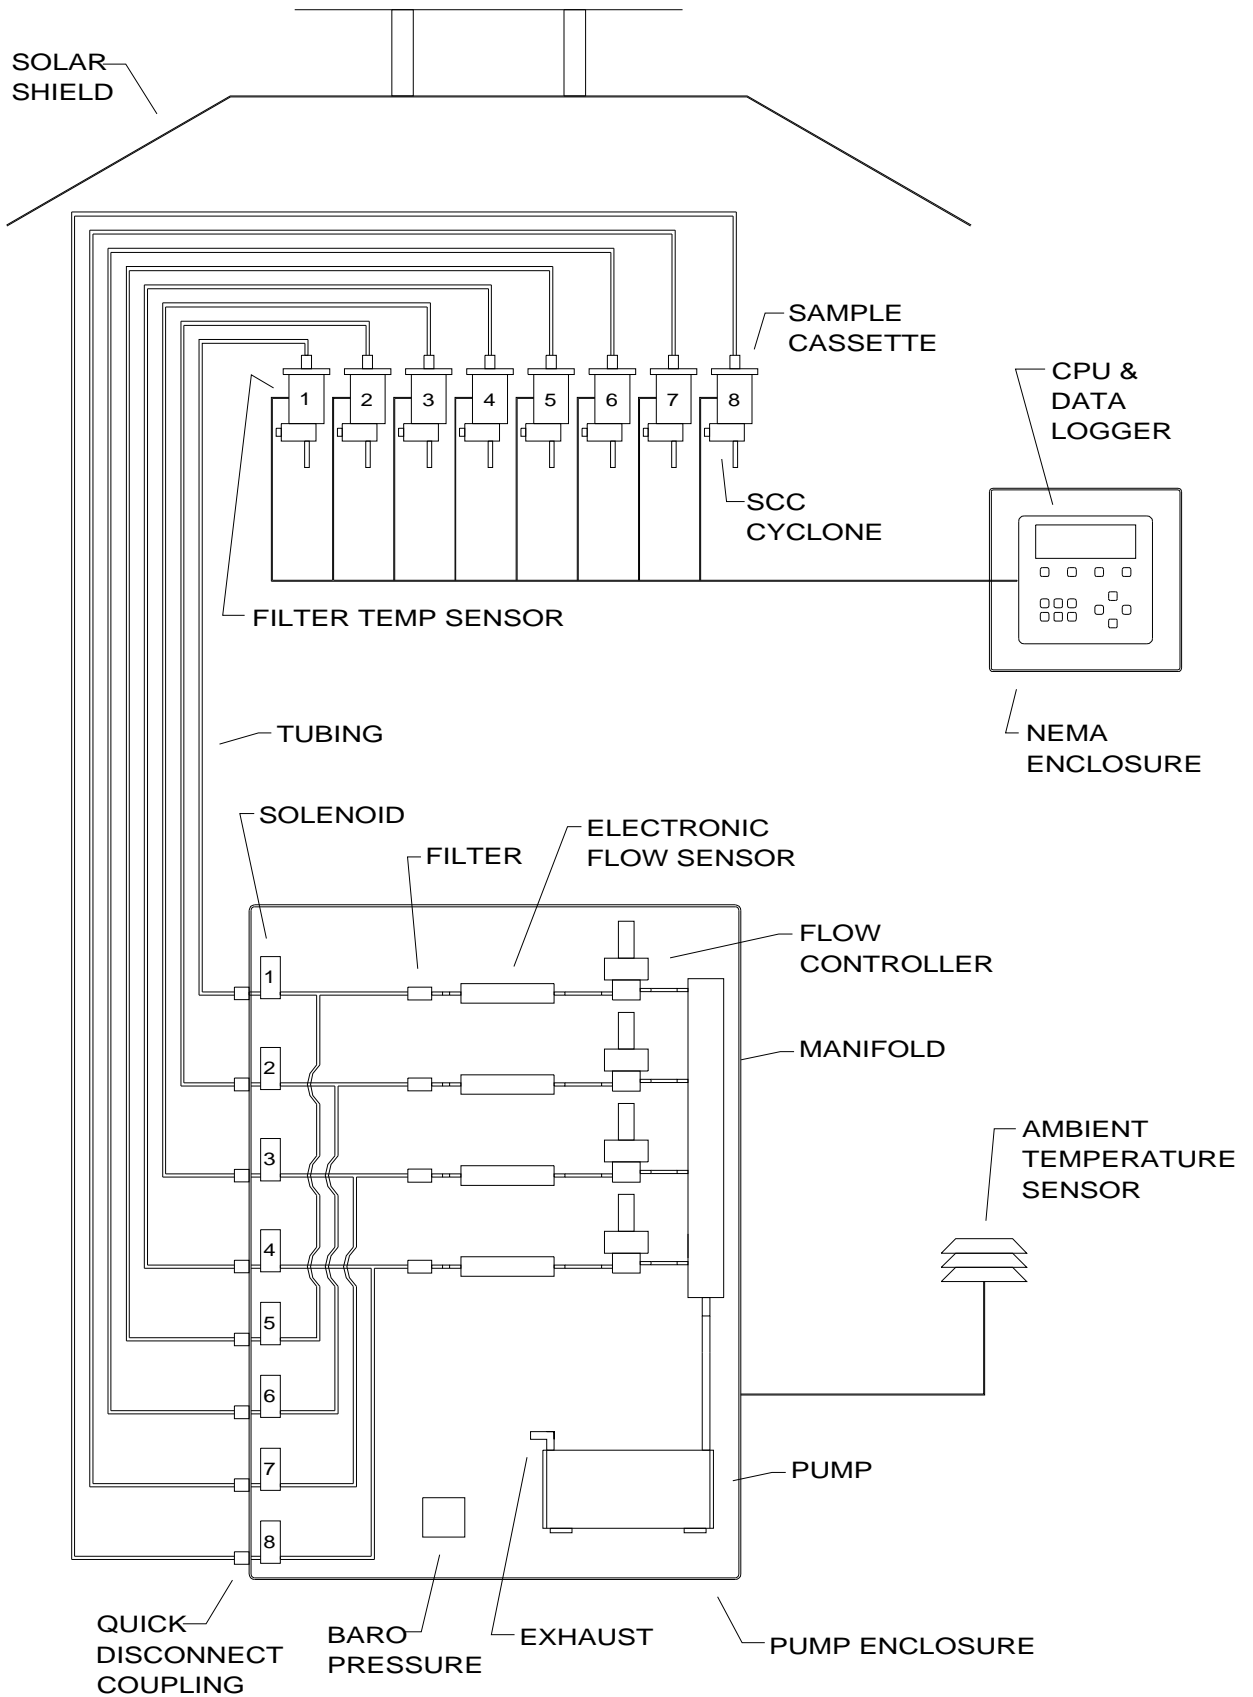 SOLAR
SHIELD
SAMPLE
CASSETTE
CPU &
DATA
LOGGER
1
2
3
4
5
6
7
8
SCC
CYCLONE
FILTER TEMP SENSOR
NEMA
ENCLOSURE
TUBING
SOLENOID
ELECTRONIC
FLOW SENSOR
FILTER
FLOW
CONTROLLER
1
2
3
4
5
6
7
8
MANIFOLD
AMBIENT
TEMPERATURE
SENSOR
PUMP
QUICK
DISCONNECT
COUPLING
BARO
PRESSURE
EXHAUST
PUMP ENCLOSURE